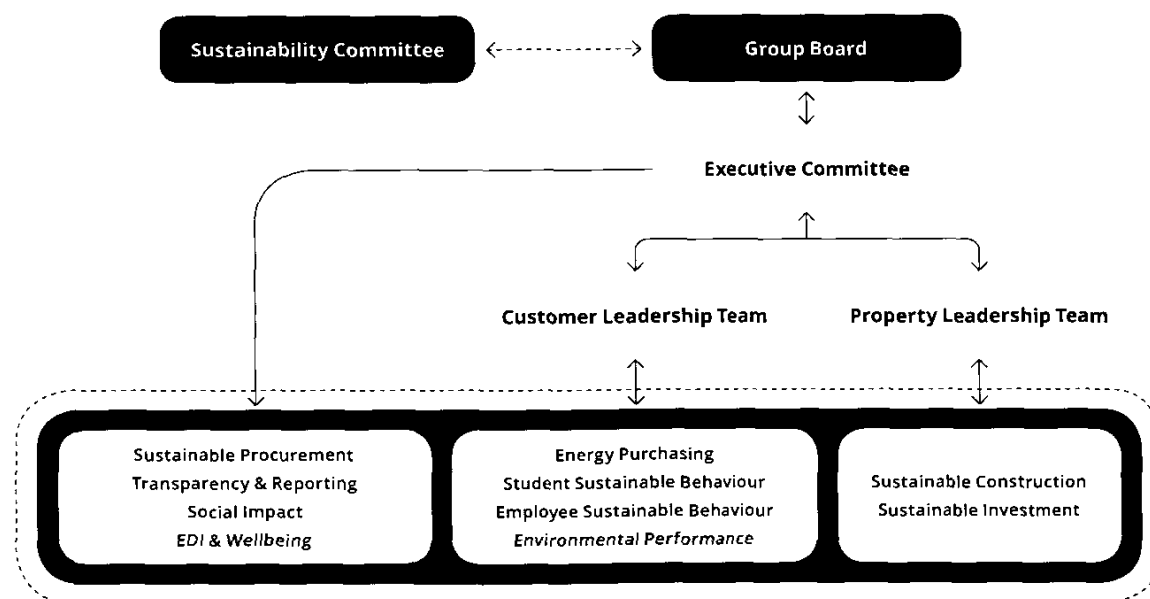 Sustainability Committee
Group Board
Executive Committee
Customer Leadership Team
Property Leadership Team
Sustainable Procurement
Transparency & Reporting
Social Impact
EDI & Wellbeing
Energy Purchasing
Student Sustainable Behaviour
Employee Sustainable Behaviour
Environmental Performance
Sustainable Construction
Sustainable Investment